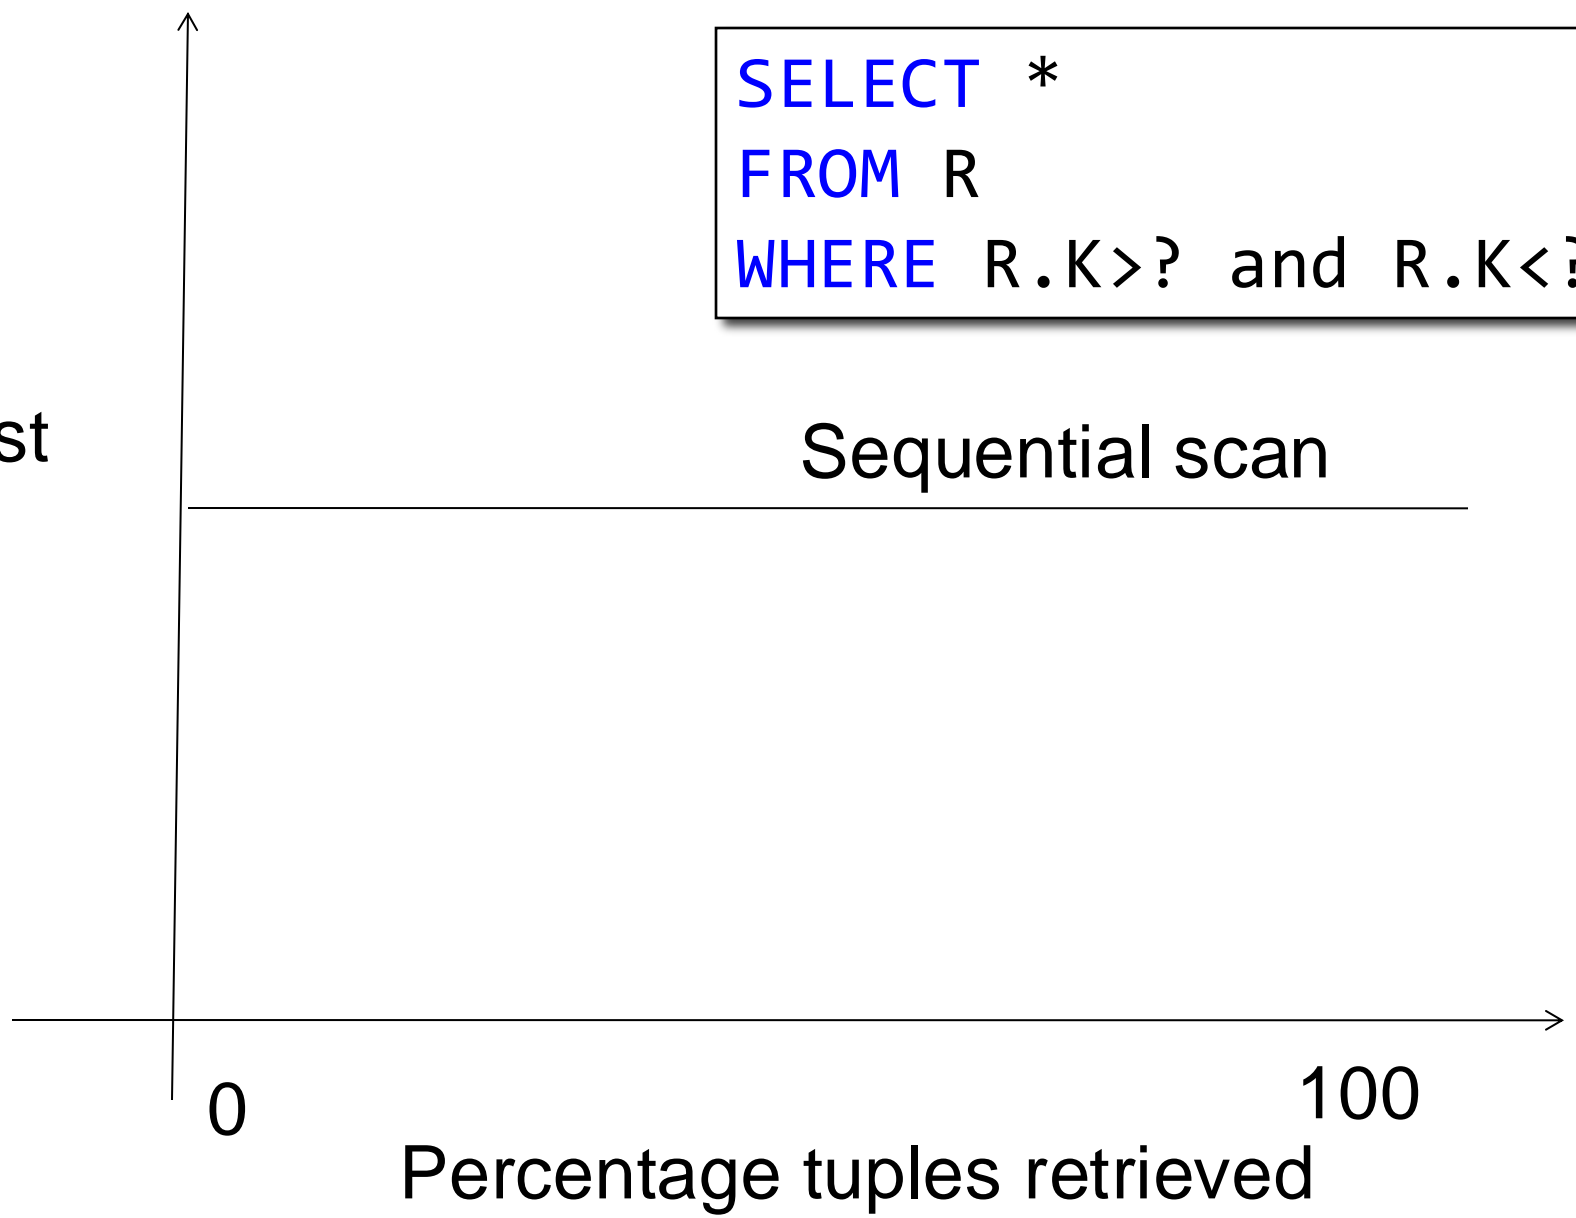 SELECT *
FROM R
WHERE R.K>? and R.K<?
st
Sequential scan
0
100
Percentage tuples retrieved